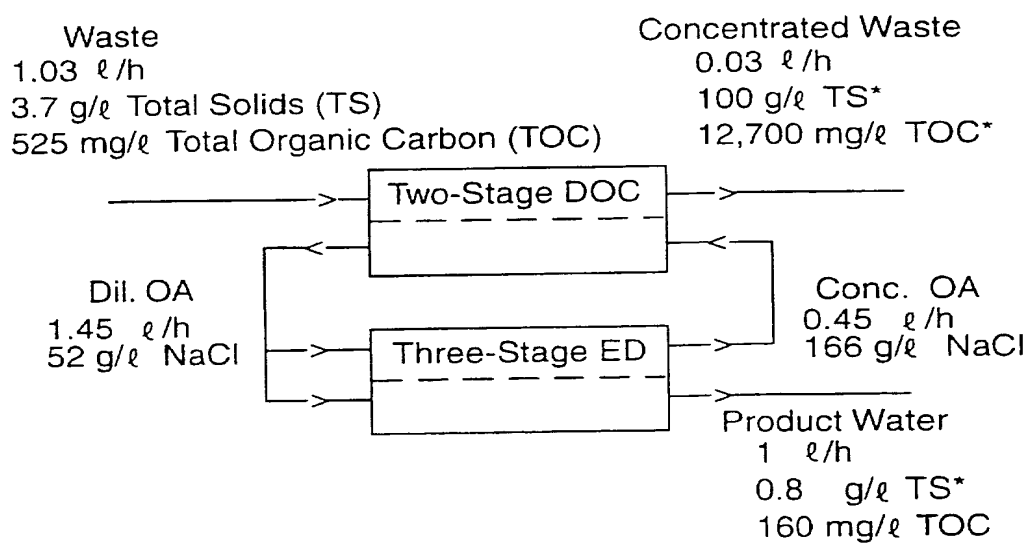 Waste
1.03 ℓ/h
3.7 g/ℓ Total Solids (TS)
525 mg/ℓ Total Organic Carbon (TOC)
Concentrated Waste
0.03 ℓ/h
100 g/ℓ TS*
12,700 mg/ℓ TOC*
Two-Stage DOC
Dil. OA
1.45 ℓ/h
52 g/ℓ NaCl
Three-Stage ED
Conc. OA
0.45 ℓ/h
166 g/ℓ NaCl
Product Water
1 ℓ/h
0.8 g/ℓ TS*
160 mg/ℓ TOC